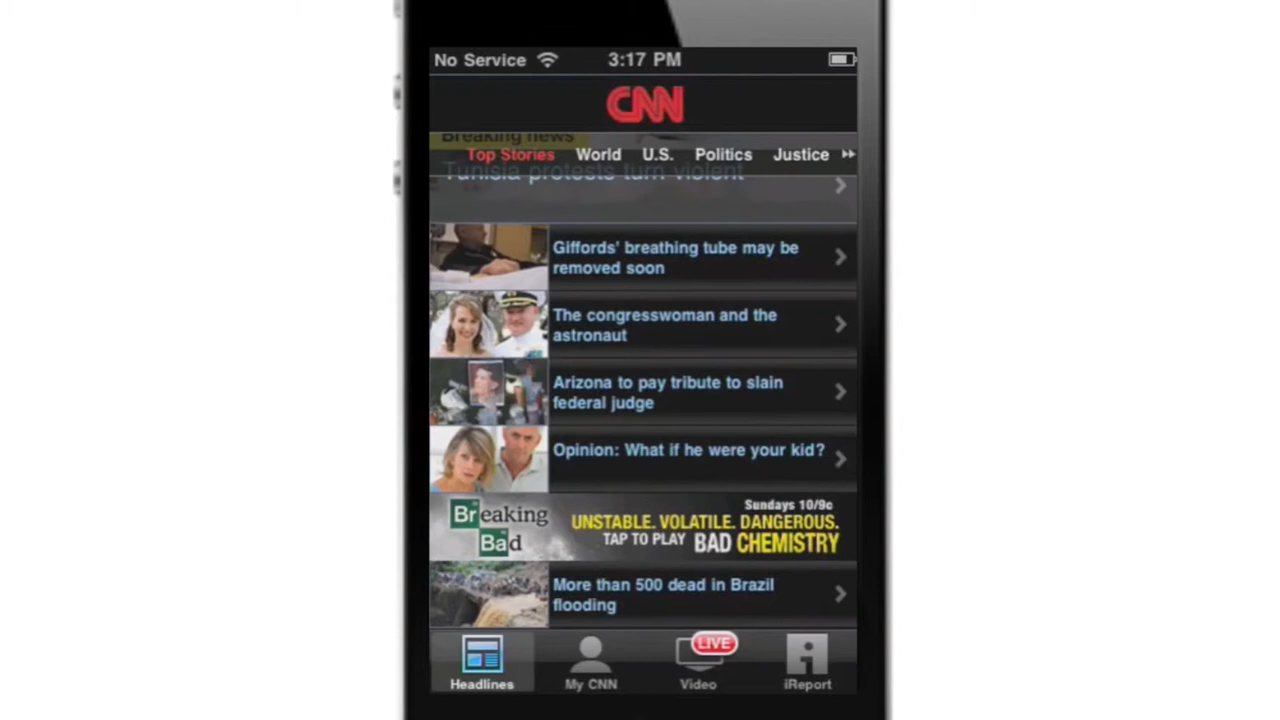 No Service
3:17 PM
CNN
Breaking news
Top Stories World U.S. Politics Justice
Tunisia protests turn violent
Giffords' breathing tube may be
removed soon
The congresswoman and the
astronaut
Arizona to pay tribute to slain
federal judge
Opinion: What if he were your kid?
Breaking
Bad
Sundays 10/9c
UNSTABLE. VOLATILE. DANGEROUS.
TAP TO PLAY BAD CHEMISTRY
More than 500 dead in Brazil
flooding
LIVE
Headlines My CNN Video iReport